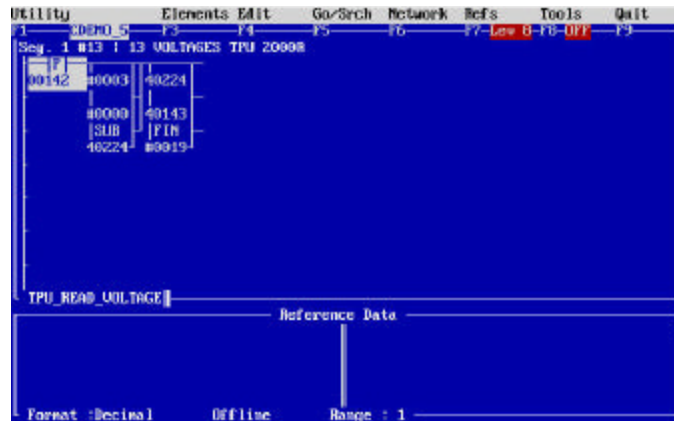 Utility Elements Edit Go/Srch Network Refs Tools Quit
F1 CDEMO_5 F3 F4 F5 F6 F7-Lev 8-F8-OFF-F9
Seg. 1 #13 | 13 VOLTAGES TPU 2000R
|P|
00142 #0003 40224
#0000 40143
SUB FIN
40224 #0019
TPU_READ_VOLTAGE
Reference Data
Format :Decimal Offline Range : 1